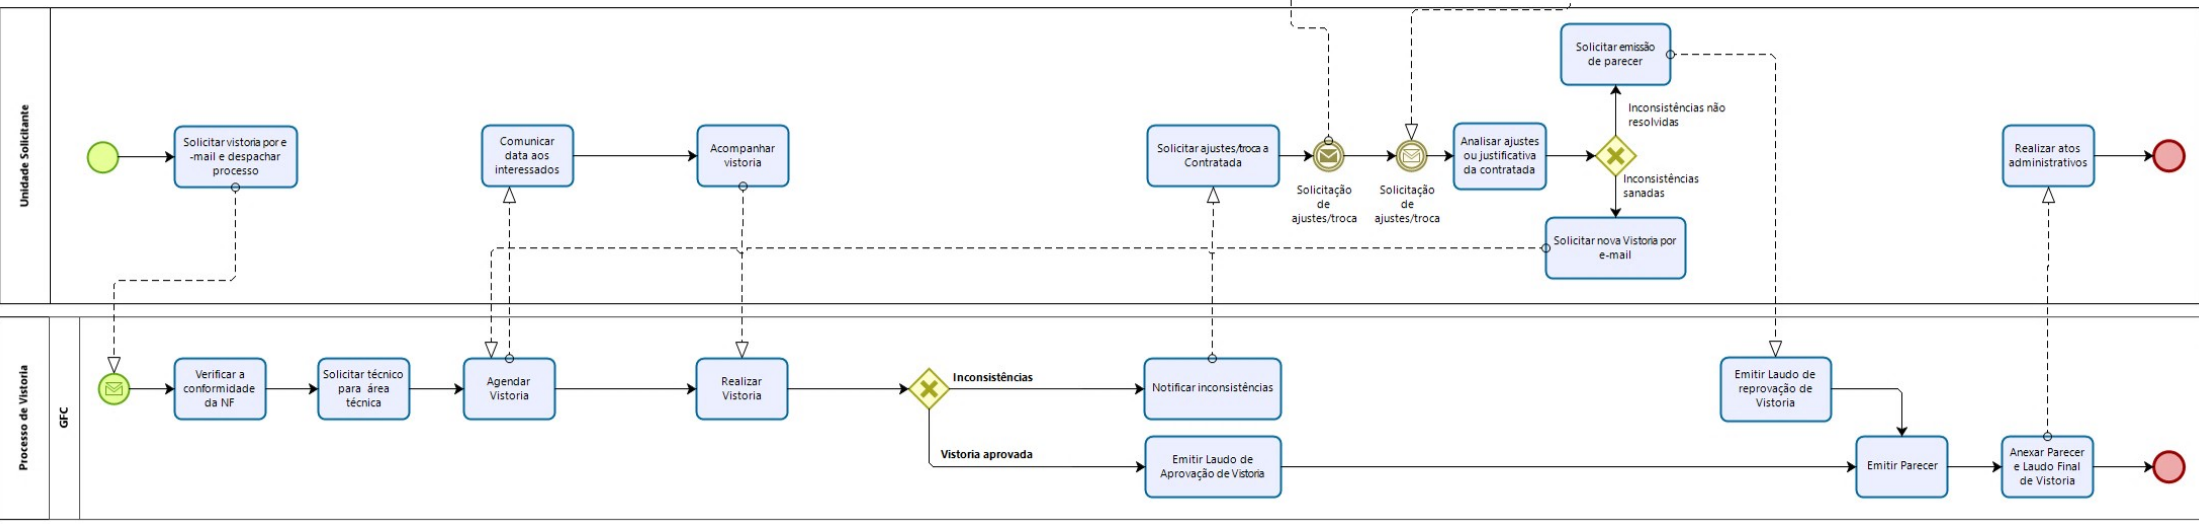 Unidade Solicitante
Solicitar vistoria por e
-mail e despachar
processo
Comunicar
data aos
interessados
Acompanhar
vistoria
Solicitar ajustes/troca a
Contratada
Solicitação
de
ajustes/troca
Solicitação
de
ajustes/troca
Analisar ajustes
ou justificativa
da contratada
Solicitar emissão
de parecer
Inconsistências não
resolvidas
Inconsistências
sanadas
Solicitar nova Vistoria por
e-mail
Realizar atos
administrativos
Processo de Vistoria
GFC
Verificar a
conformidade
da NF
Solicitar técnico
para área
técnica
Agendar
Vistoria
Realizar
Vistoria
Inconsistências
Notificar inconsistências
Vistoria aprovada
Emitir Laudo de
Aprovação de Vistoria
Emitir Laudo de
reprovação de
Vistoria
Emitir Parecer
Anexar Parecer
e Laudo Final
de Vistoria